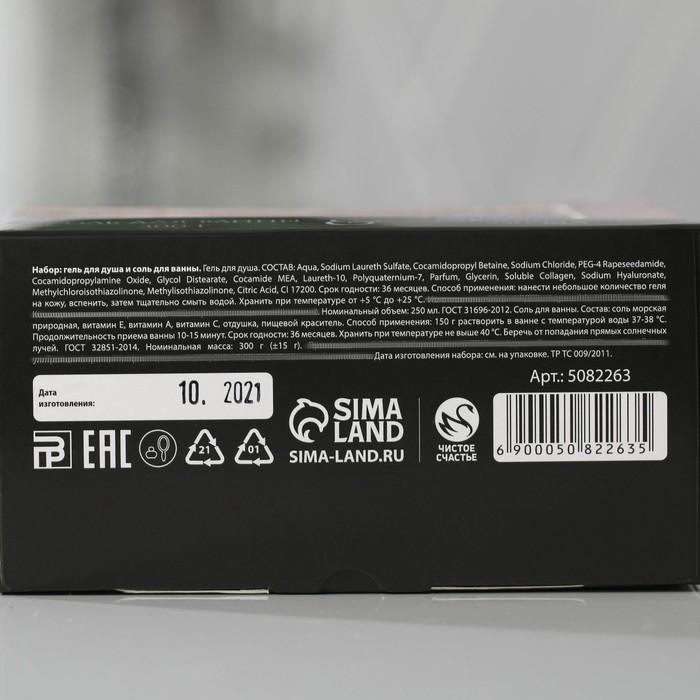 Набор: гель для душа и соль для ванны. Гель для душа. СОСТАВ: Aqua, Sodium Laureth Sulfate, Cocamidopropyl Betaine, Sodium Chloride, PEG-4 Rapeseedamide,
Cocamidopropylamine Oxide, Glycol Distearate, Cocamide MEA, Laureth-10, Polyquaternium-7, Parfum, Glycerin, Soluble Collagen, Sodium Hyaluronate,
Methylchloroisothiazolinone, Methylisothiazolinone, Citric Acid, CI 17200. Срок годности: 36 месяцев. Способ применения: нанести небольшое количество геля
на кожу, вспенить, затем тщательно смыть водой. Хранить при температуре от +5 °С до +25 °С.
Номинальный объем: 250 мл. ГОСТ 31696-2012. Соль для ванны. Состав: соль морская
природная, витамин Е, витамин А, витамин С, отдушка, пищевой краситель. Способ применения: 150 г растворить в ванне с температурой воды 37-38 °С.
Продолжительность приема ванны 10-15 минут. Срок годности: 36 месяцев. Хранить при температуре не выше 40 °С. Беречь от попадания прямых солнечных
лучей. ГОСТ 32851-2014. Номинальная масса: 300 г (±15 г).
Дата изготовления набора: см. на упаковке. ТР ТС 009/2011.
Дата
изготовления:
10. 2021
EAC
21
01
SIMA
LAND
SIMA-LAND.RU
ЧИСТОЕ
СЧАСТЬЕ
Арт.: 5082263
6 900050 822635